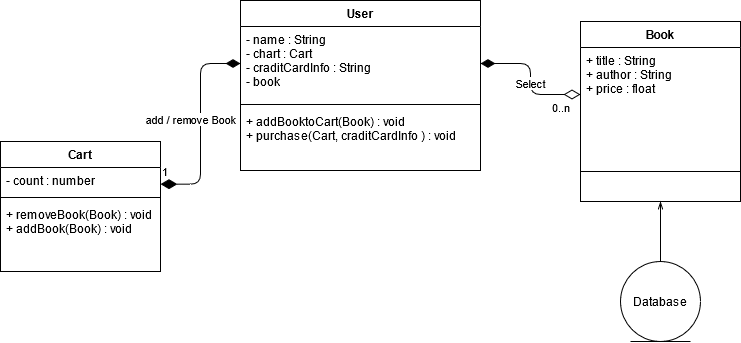 User
- name : String
- chart : Cart
- craditCardInfo : String
- book
+ addBooktoCart(Book) : void
+ purchase(Cart, craditCardInfo ) : void
Book
+ title : String
+ author : String
+ price : float
Select
0..n
add / remove Book
1
Cart
- count : number
+ removeBook(Book) : void
+ addBook(Book) : void
Database